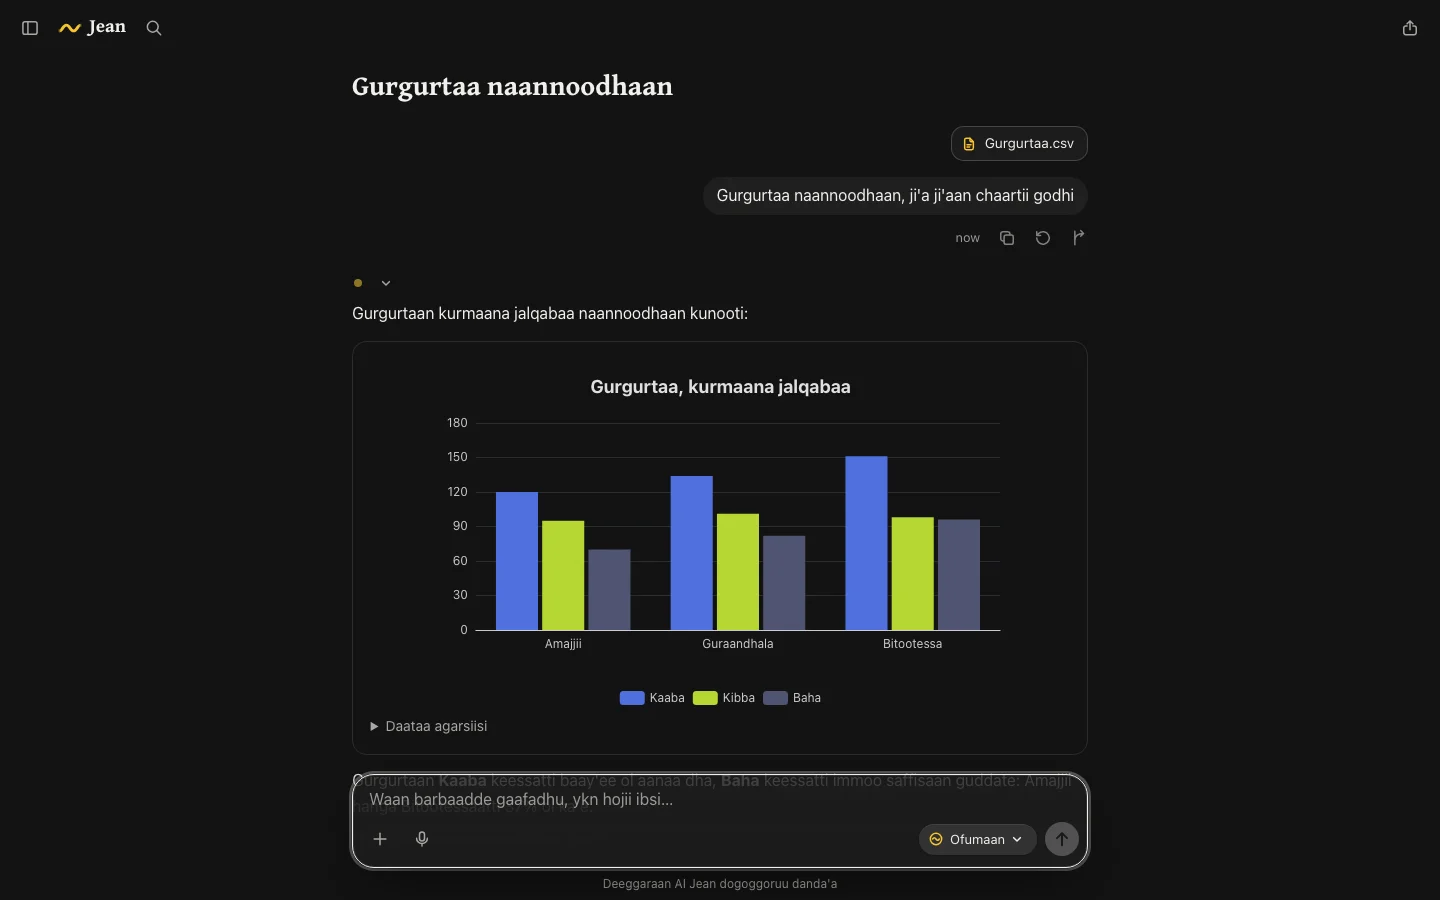 Jean
Gurgurtaa naannoodhaan
Gurgurtaa.csv
Gurgurtaa naannoodhaan, ji'a ji'aan chaartii godhi
now
Gurgurtaan kurmaana jalqabaa naannoodhaan kunooti:
Gurgurtaa, kurmaana jalqabaa
180
150
120
90
60
30
0
Amajjii Guraandhala Bitootessa
Kaaba Kibba Baha
Daataa agarsiisi
Gurgurtaan Kaaba keessatti baay'ee ol aanaa dha, Baha keessatti immoo saffisaan guddate: Amajjii
Waan barbaadde gaafadhu, ykn hojii ibsi...
Ofumaan
Deeggaraan AI Jean dogoggoruu danda'a